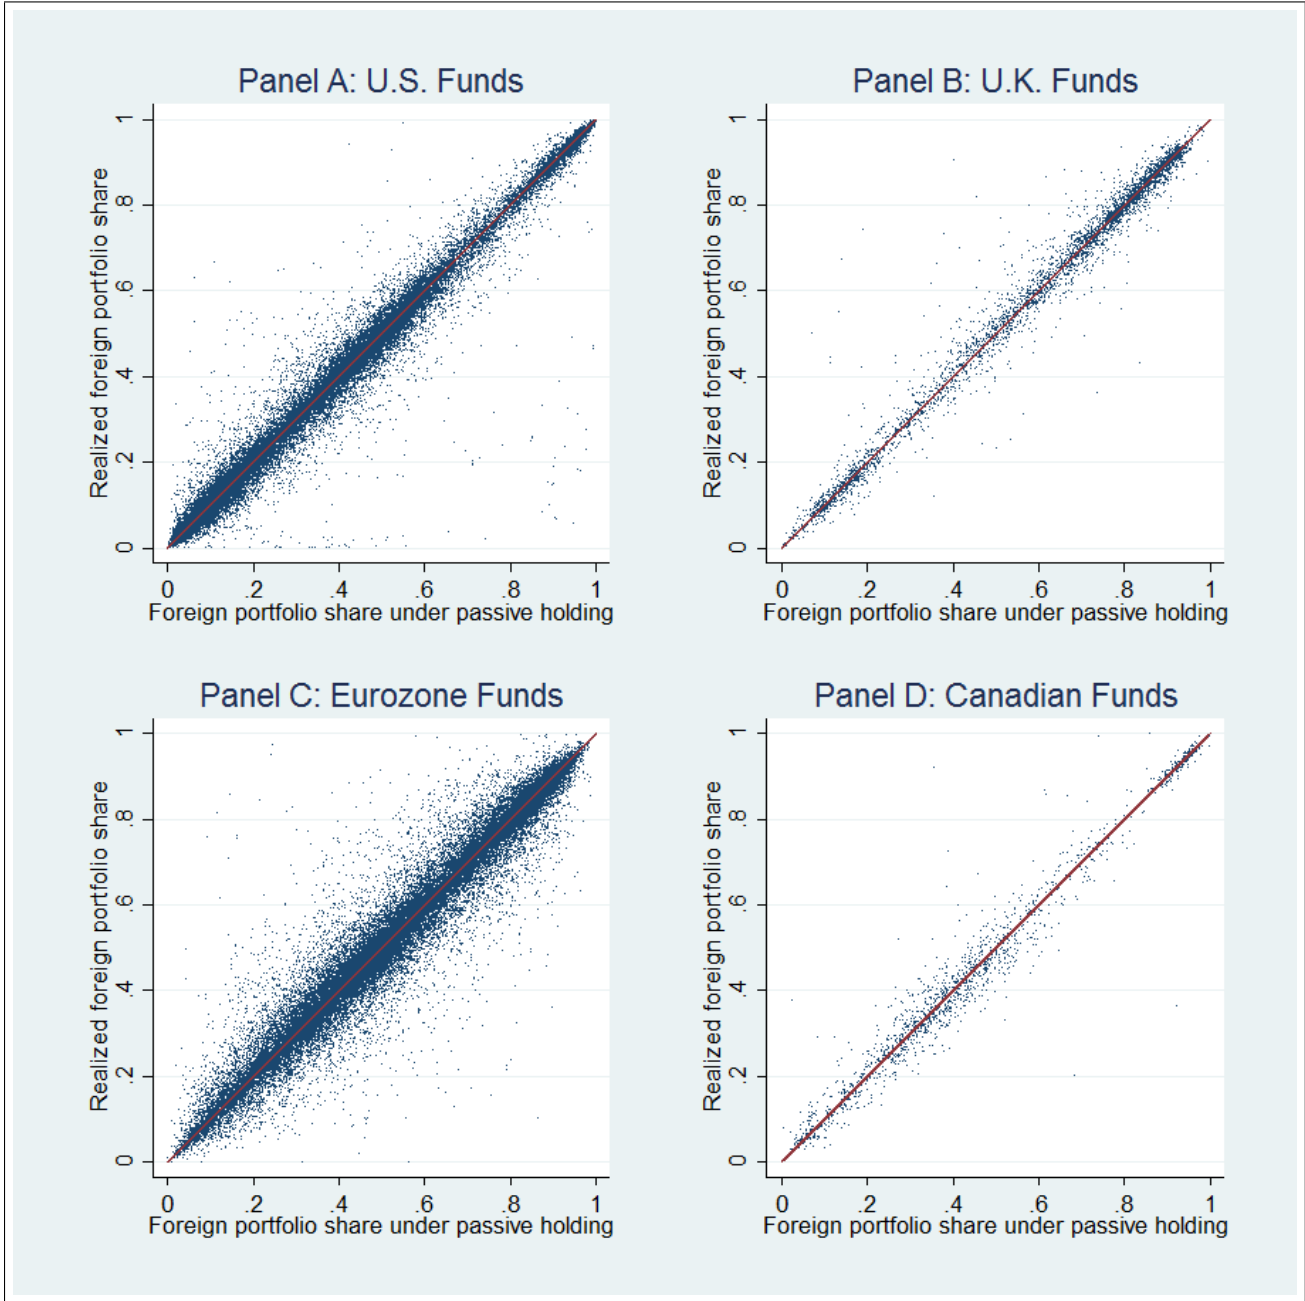 Panel A: U.S. Funds
Realized foreign portfolio share
1
.8
.6
.4
.2
0
0 .2 .4 .6 .8 1
Foreign portfolio share under passive holding
Panel B: U.K. Funds
Realized foreign portfolio share
1
.8
.6
.4
.2
0
0 .2 .4 .6 .8 1
Foreign portfolio share under passive holding
Panel C: Eurozone Funds
Realized foreign portfolio share
1
.8
.6
.4
.2
0
0 .2 .4 .6 .8 1
Foreign portfolio share under passive holding
Panel D: Canadian Funds
Realized foreign portfolio share
1
.8
.6
.4
.2
0
0 .2 .4 .6 .8 1
Foreign portfolio share under passive holding